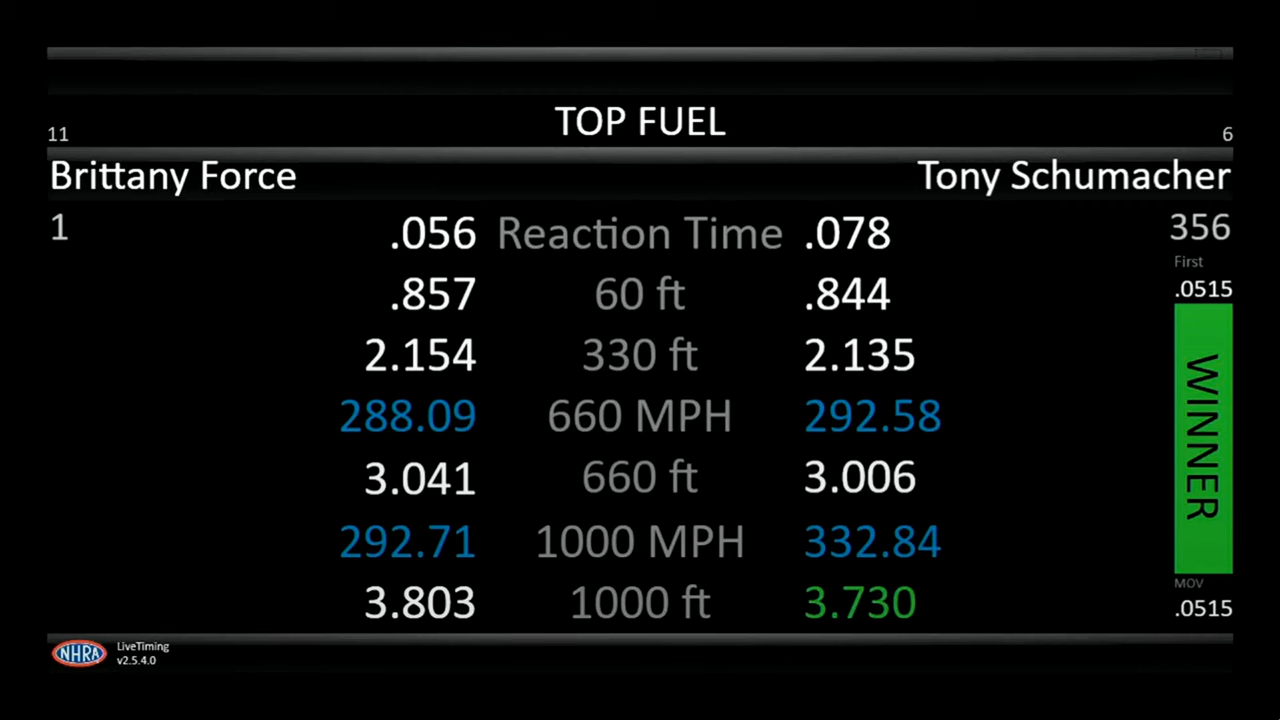 TOP FUEL
11 6
Brittany Force Tony Schumacher
1 .056 Reaction Time .078 356
First
.857 60 ft .844 .0515
2.154 330 ft 2.135
288.09 660 MPH 292.58
WINNER
3.041 660 ft 3.006
292.71 1000 MPH 332.84
MOV
3.803 1000 ft 3.730 .0515
NHRA LiveTiming
v2.5.4.0